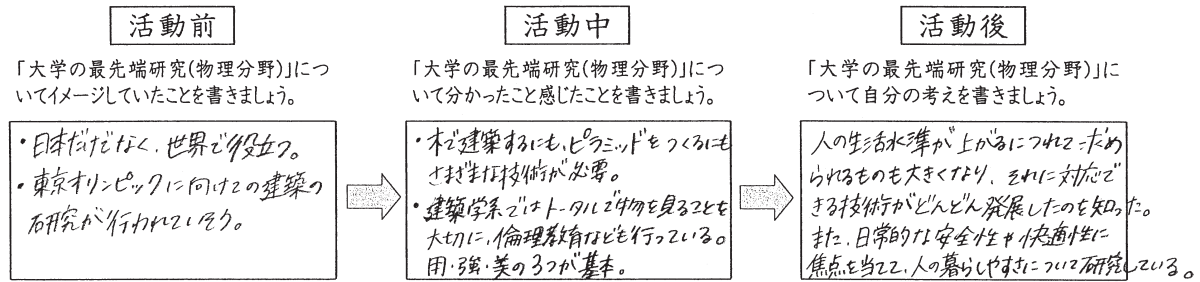 活動前
「大学の最先端研究(物理分野)」につ
いてイメージしていたことを書きましょう。
・日本だけでなく、世界で役立つ。
・東京オリンピックに向けての建築の
研究が行われていそう。
活動中
「大学の最先端研究(物理分野)」につ
いて分かったこと感じたことを書きましょう。
・木で建築するにも、ピラミッドをつくるにも
さまざまな技術が必要。
・建築学系ではトータルで物を見ることを
大切に、倫理教育なども行っている。
用・強・美の3つが基本。
活動後
「大学の最先端研究(物理分野)」に
ついて自分の考えを書きましょう。
人の生活水準が上がるにつれて
られるものも大きくなり、それに対応で
きる技術がどんどん発展したのを知った。
また、日常的な安全性や快適性に
焦点を当てて、人の暮らしやすさについて研究している。